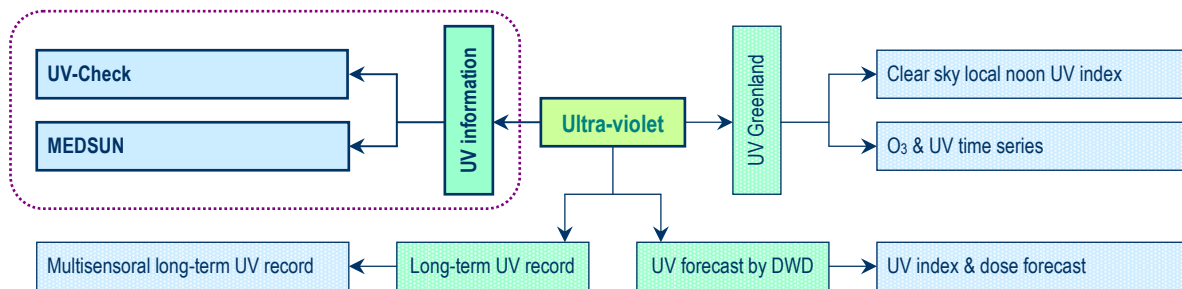 UV-Check
MEDSUN
UV information
Ultra-violet
UV Greenland
Clear sky local noon UV index
O₃ & UV time series
Multisensoral long-term UV record
Long-term UV record
UV forecast by DWD
UV index & dose forecast